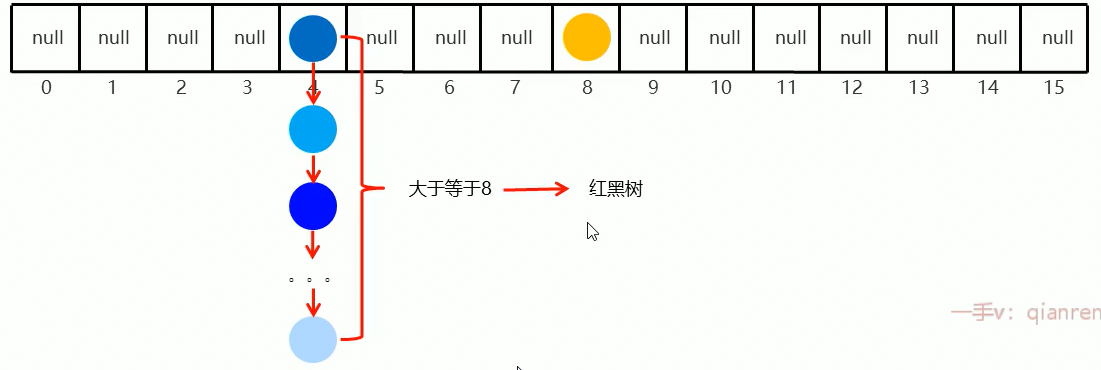 null null null null null null null null null null null null null null
0 1 2 3 4 5 6 7 8 9 10 11 12 13 14 15
大于等于8 红黑树
。。。
一手v：qianren